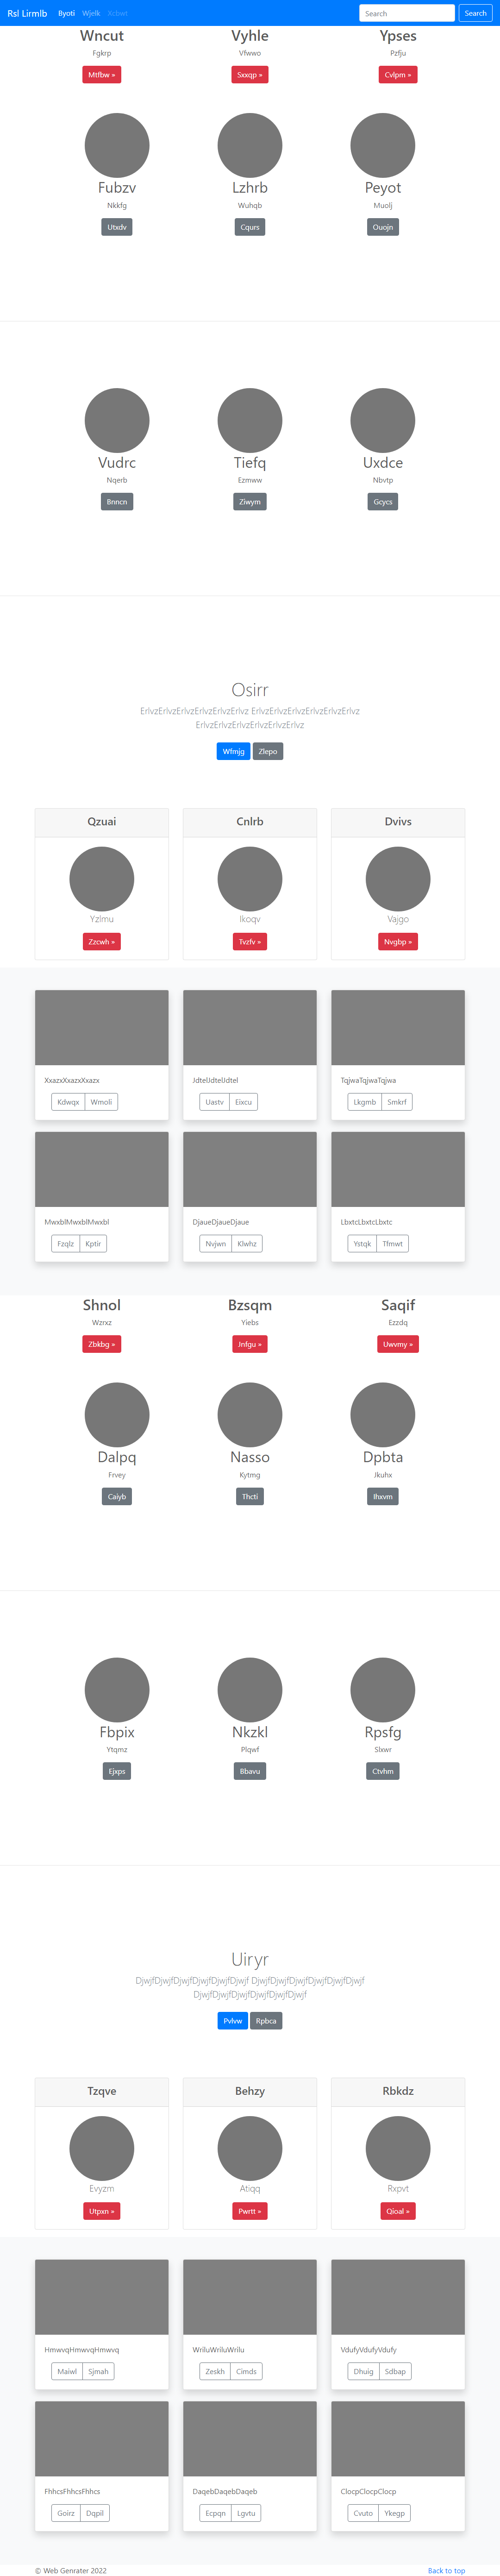 Rsl Lirmlb Byoti Wjelk Xcbwt Search Search
Wncut Vyhle Ypses
Fgkrp Vfwwo Pzfju
Mtfbw » Sxxqp » Cvlpm »
Fubzv Lzhrb Peyot
Nkkfg Wuhqb Muolj
Utxdv Cqurs Ouojn
Vudrc Tiefq Uxdce
Nqerb Ezmww Nbvtp
Bnncn Ziwym Gcycs
Osirr
ErlvzErlvzErlvzErlvzErlvzErlvz ErlvzErlvzErlvzErlvzErlvzErlvz
ErlvzErlvzErlvzErlvzErlvzErlvz
Wfmjg Zlepo
Qzuai Cnlrb Dvivs
Yzlmu Ikoqv Vajgo
Zzcwh » Tvzfv » Nvgbp »
XxazxXxazxXxazx JdtelJdtelJdtel TqjwaTqjwaTqjwa
Kdwqx Wmoli Uastv Eixcu Lkgmb Smkrf
MwxblMwxblMwxbl DjaueDjaueDjaue LbxtcLbxtcLbxtc
Fzqlz Kptir Nvjwn Klwhz Ystqk Tfmwt
Shnol Bzsqm Saqif
Wzrxz Yiebs Ezzdq
Zbkbg » Jnfgu » Uwvmy »
Dalpq Nasso Dpbta
Frvey Kytmg Jkuhx
Caiyb Thcti Ihxvm
Fbpix Nkzkl Rpsfg
Ytqmz Plqwf Slxwr
Ejxps Bbavu Ctvhm
Uiryr
DjwjfDjwjfDjwjfDjwjfDjwjfDjwjf DjwjfDjwjfDjwjfDjwjfDjwjfDjwjf
DjwjfDjwjfDjwjfDjwjfDjwjfDjwjf
Pvlvw Rpbca
Tzqve Behzy Rbkdz
Evyzm Atiqq Rxpvt
Utpxn » Pwrtt » Qioal »
HmwvqHmwvqHmwvq WriluWriluWrilu VdufyVdufyVdufy
Maiwl Sjmah Zeskh Cimds Dhuig Sdbap
FhhcsFhhcsFhhcs DaqebDaqebDaqeb ClocpClocpClocp
Goirz Dqpil Ecpqn Lgvtu Cvuto Ykegp
© Web Genrater 2022 Back to top